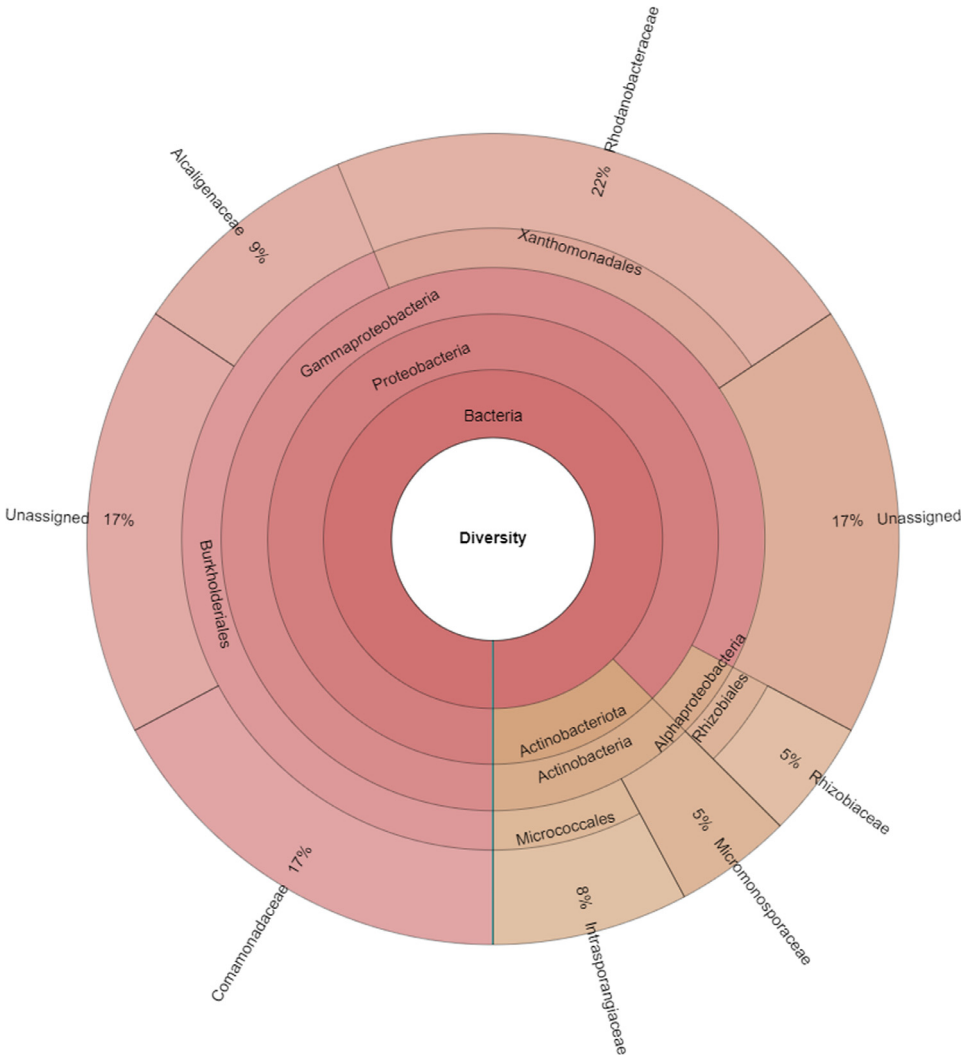 Rhodanobacteraceae
22%
Alcaligenaceae
9%
Xanthomonadales
Gammaproteobacteria
Proteobacteria
Bacteria
Unassigned 17%
Diversity
17% Unassigned
Burkholderiales
Alphaproteobacteria
Rhizobiales
Actinobacteriota
Actinobacteria
5% Rhizobiaceae
Micrococcales
5% Micromonosporaceae
17%
Comamonadaceae
8% Intrasporangiaceae